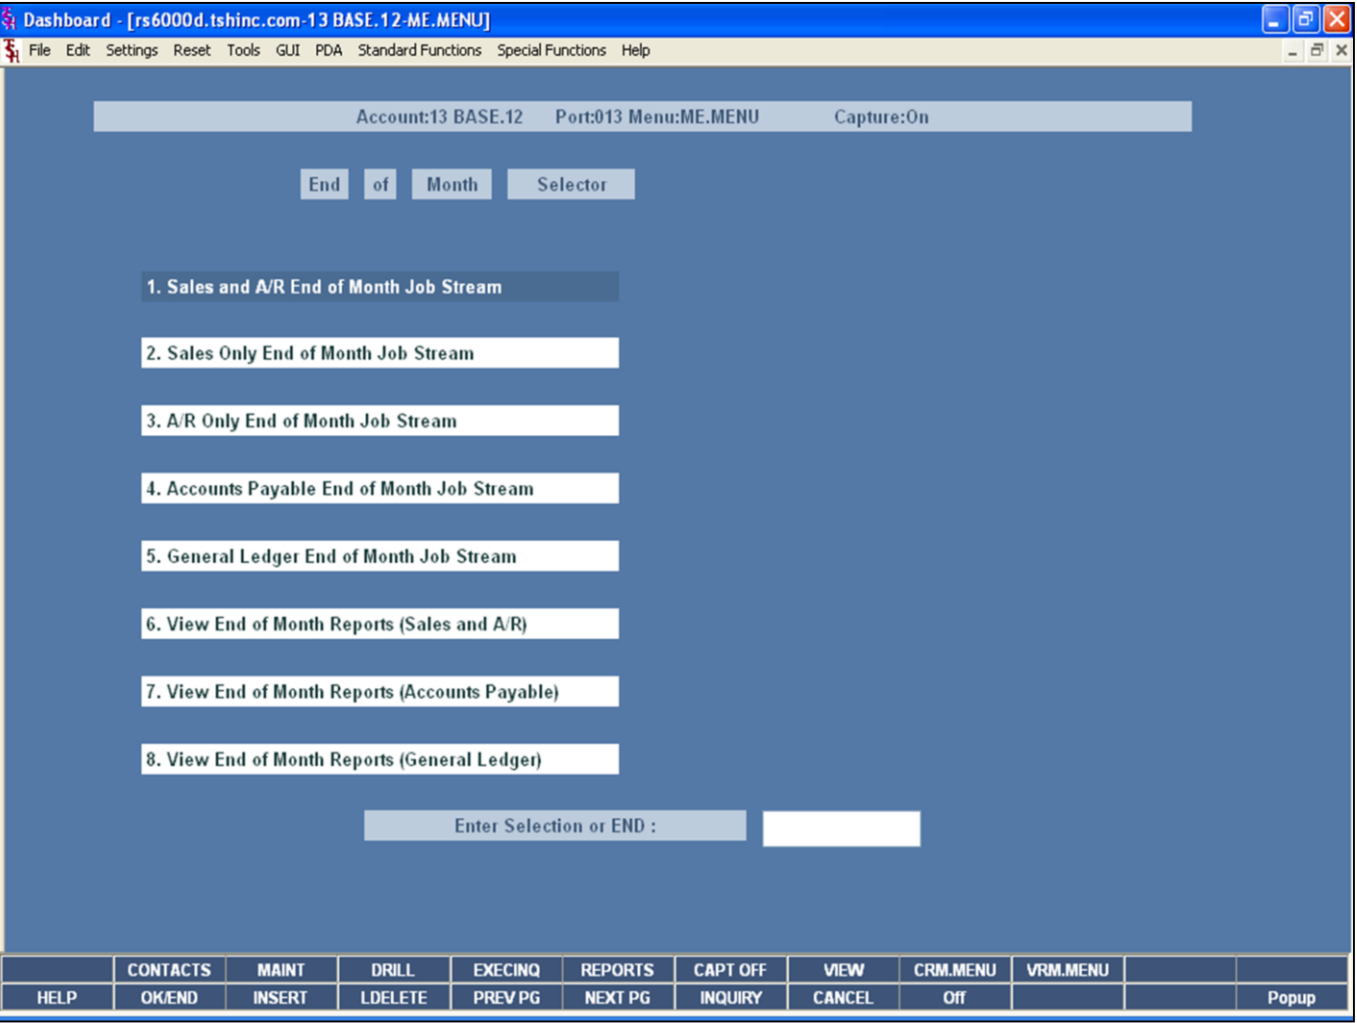 Dashboard - [rs6000d.tshinc.com-13 BASE.12-ME.MENU]
File Edit Settings Reset Tools GUI PDA Standard Functions Special Functions Help
Account:13 BASE.12 Port:013 Menu:ME.MENU Capture:On
End of Month Selector
1. Sales and A/R End of Month Job Stream
2. Sales Only End of Month Job Stream
3. A/R Only End of Month Job Stream
4. Accounts Payable End of Month Job Stream
5. General Ledger End of Month Job Stream
6. View End of Month Reports (Sales and A/R)
7. View End of Month Reports (Accounts Payable)
8. View End of Month Reports (General Ledger)
Enter Selection or END :
CONTACTS MAINT DRILL EXECINQ REPORTS CAPT OFF VIEW CRM.MENU VRM.MENU
HELP OK/END INSERT LDELETE PREV PG NEXT PG INQUIRY CANCEL Off Popup